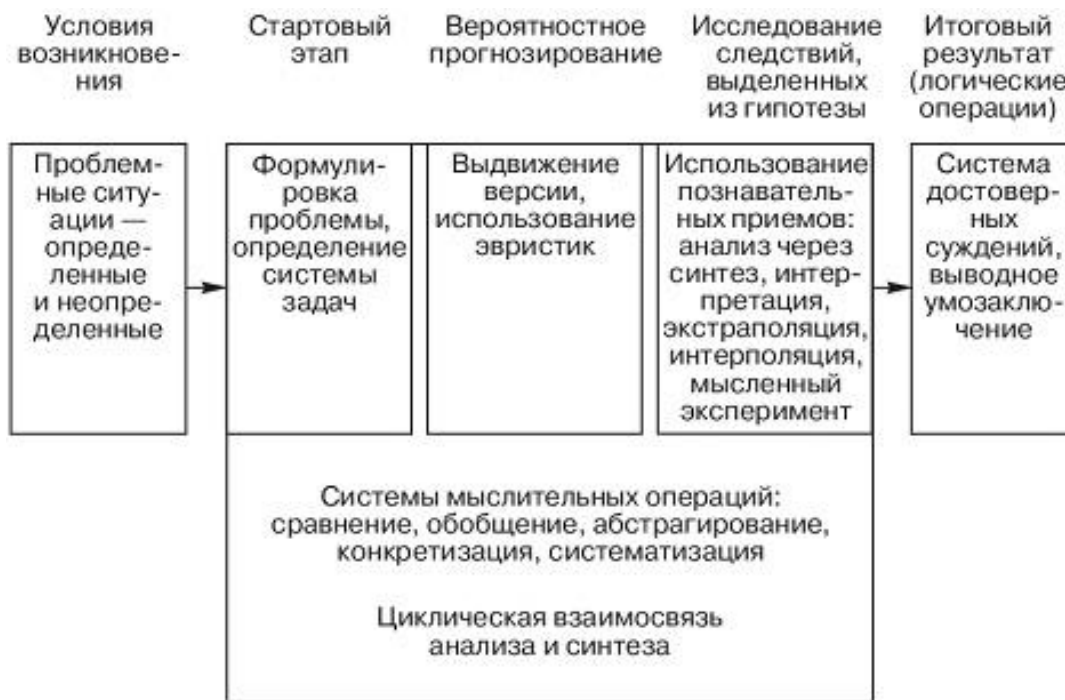 Условия
возникнове-
ния
Стартовый
этап
Вероятностное
прогнозирование
Исследование
следствий,
выделенных
из гипотезы
Итоговый
результат
(логические
операции)
Проблем-
ные ситу-
ации —
опреде-
ленные
и неопре-
деленные
Формули-
ровка
проблемы,
определение
системы
задач
Выдвижение
версии,
использование
эвристик
Использование
познаватель-
ных приемов:
анализ через
синтез, интер-
претация,
экстраполяция,
интерполяция,
мысленный
эксперимент
Система
достовер-
ных
суждений,
выводное
умозаклю-
чение
Системы мыслительных операций:
сравнение, обобщение, абстрагирование,
конкретизация, систематизация
Циклическая взаимосвязь
анализа и синтеза